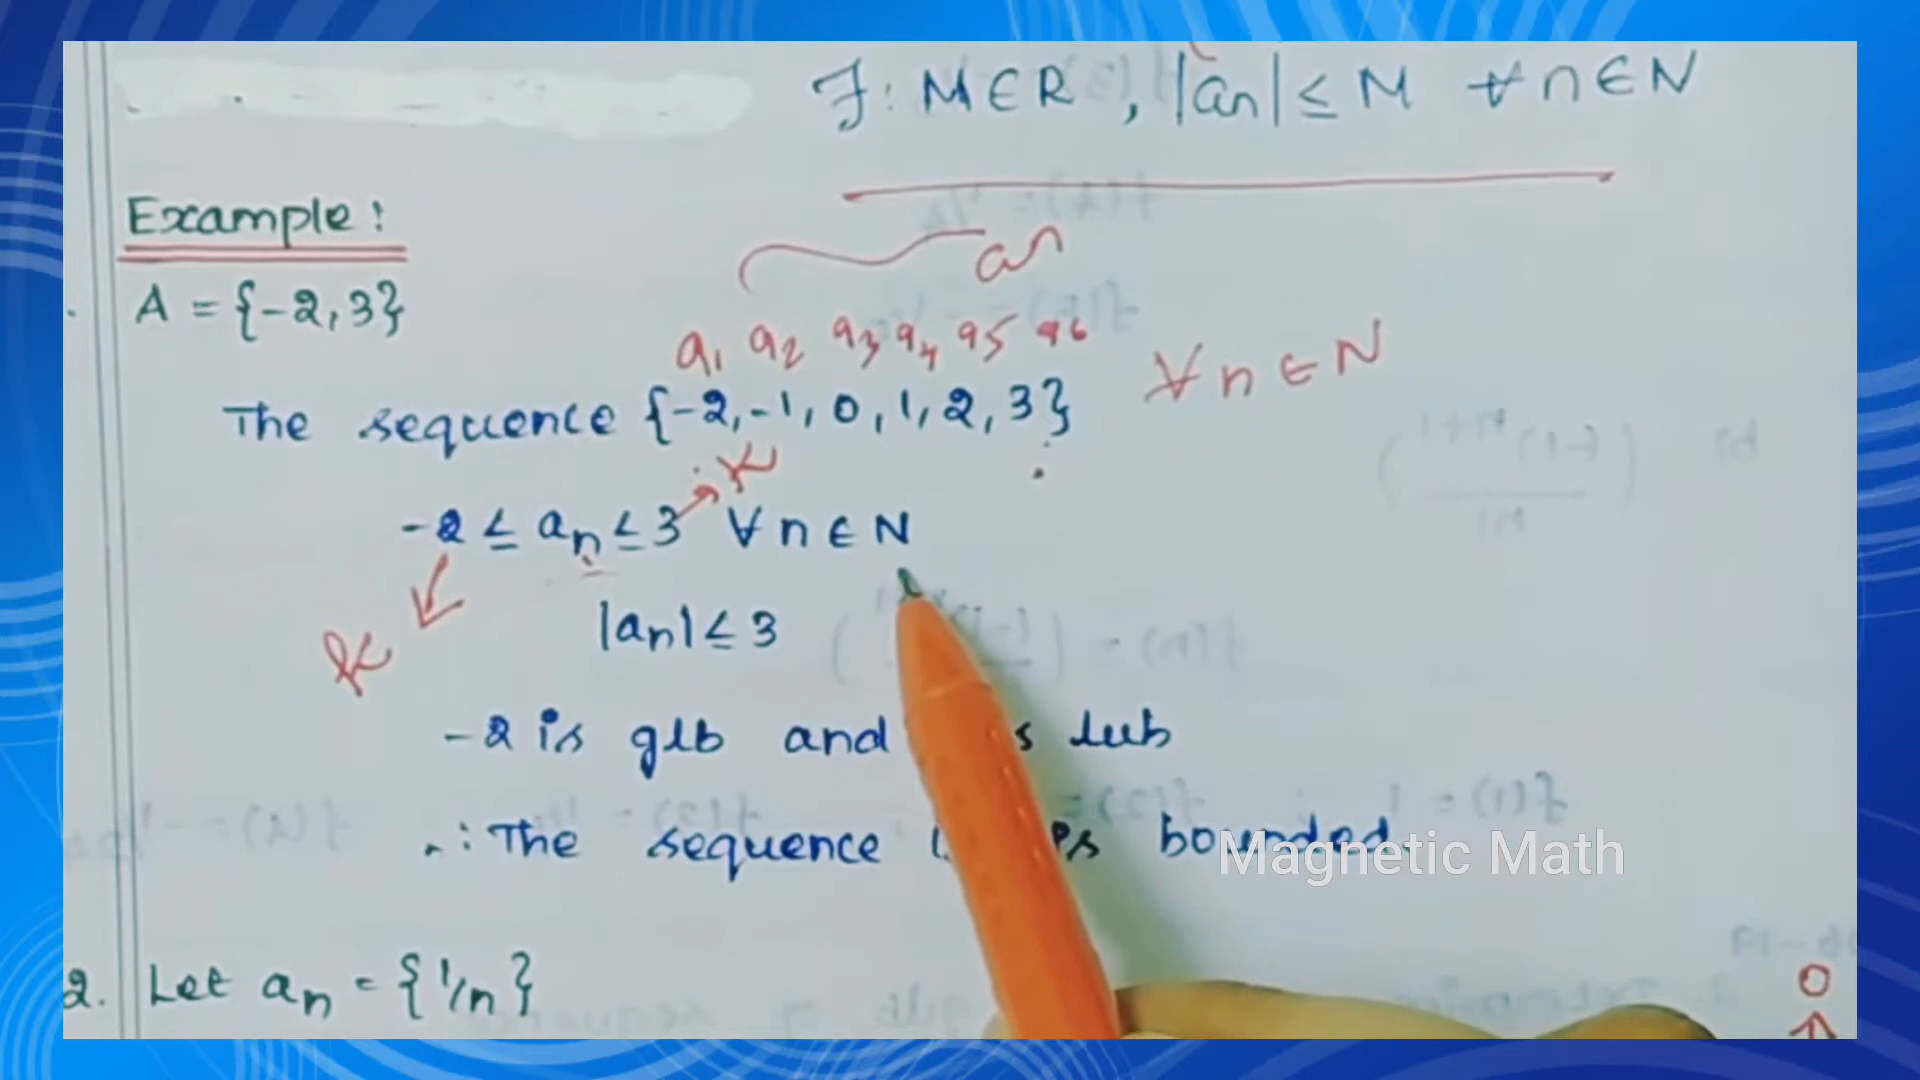 ∃: M∈R, |an| ≤ M ∀n∈N
Example:
A = {-2, 3}
an
a1 a2 a3 a4 a5 a6
∀n∈N
The sequence {-2, -1, 0, 1, 2, 3}
K
-2 ≤ an ≤ 3 ∀n∈N
k
|an| ≤ 3
-2 is glb and lub
∴ The sequence is bounded.
Magnetic Math
2. Let an = {1/n}
0